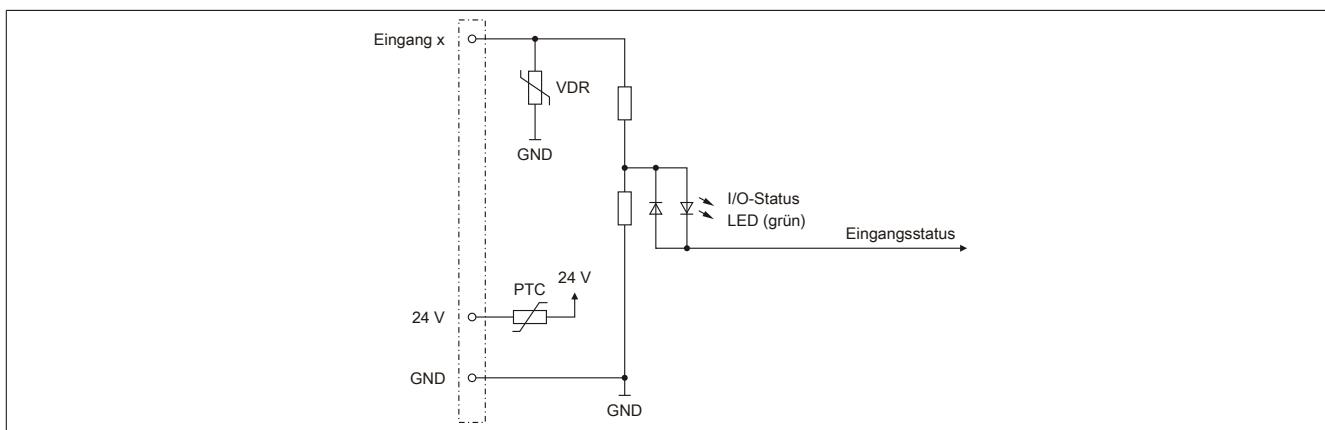 Eingang x
VDR
GND
I/O-Status
LED (grün)
Eingangsstatus
24 V
PTC
24 V
GND
GND